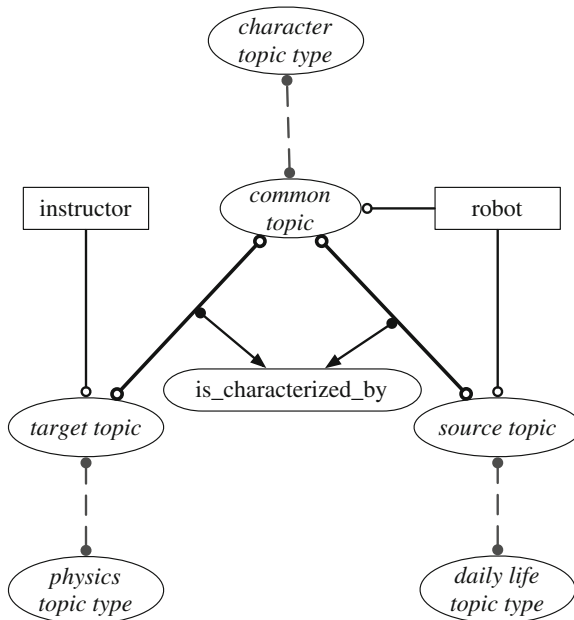 character
topic type
common
topic
instructor
robot
is_characterized_by
target topic
source topic
physics
topic type
daily life
topic type